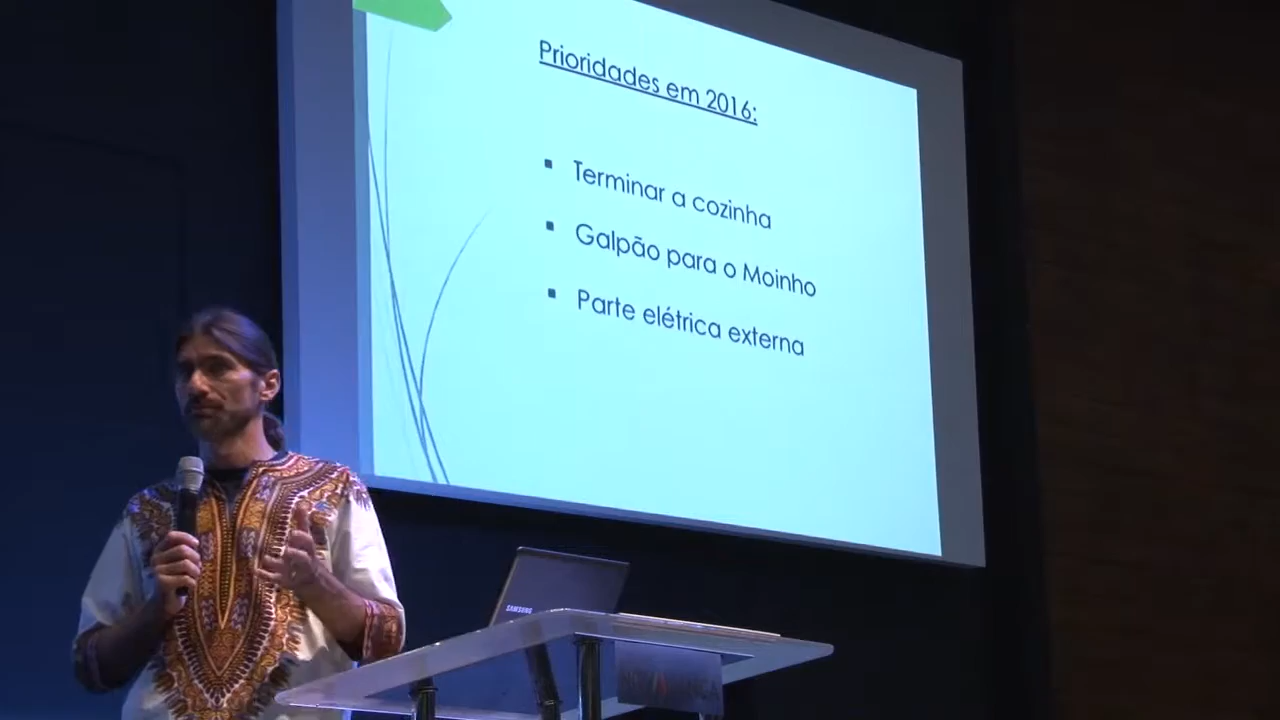 Prioridades em 2016:
Terminar a cozinha
Galpão para o Moinho
Parte elétrica externa
SAMSUNG